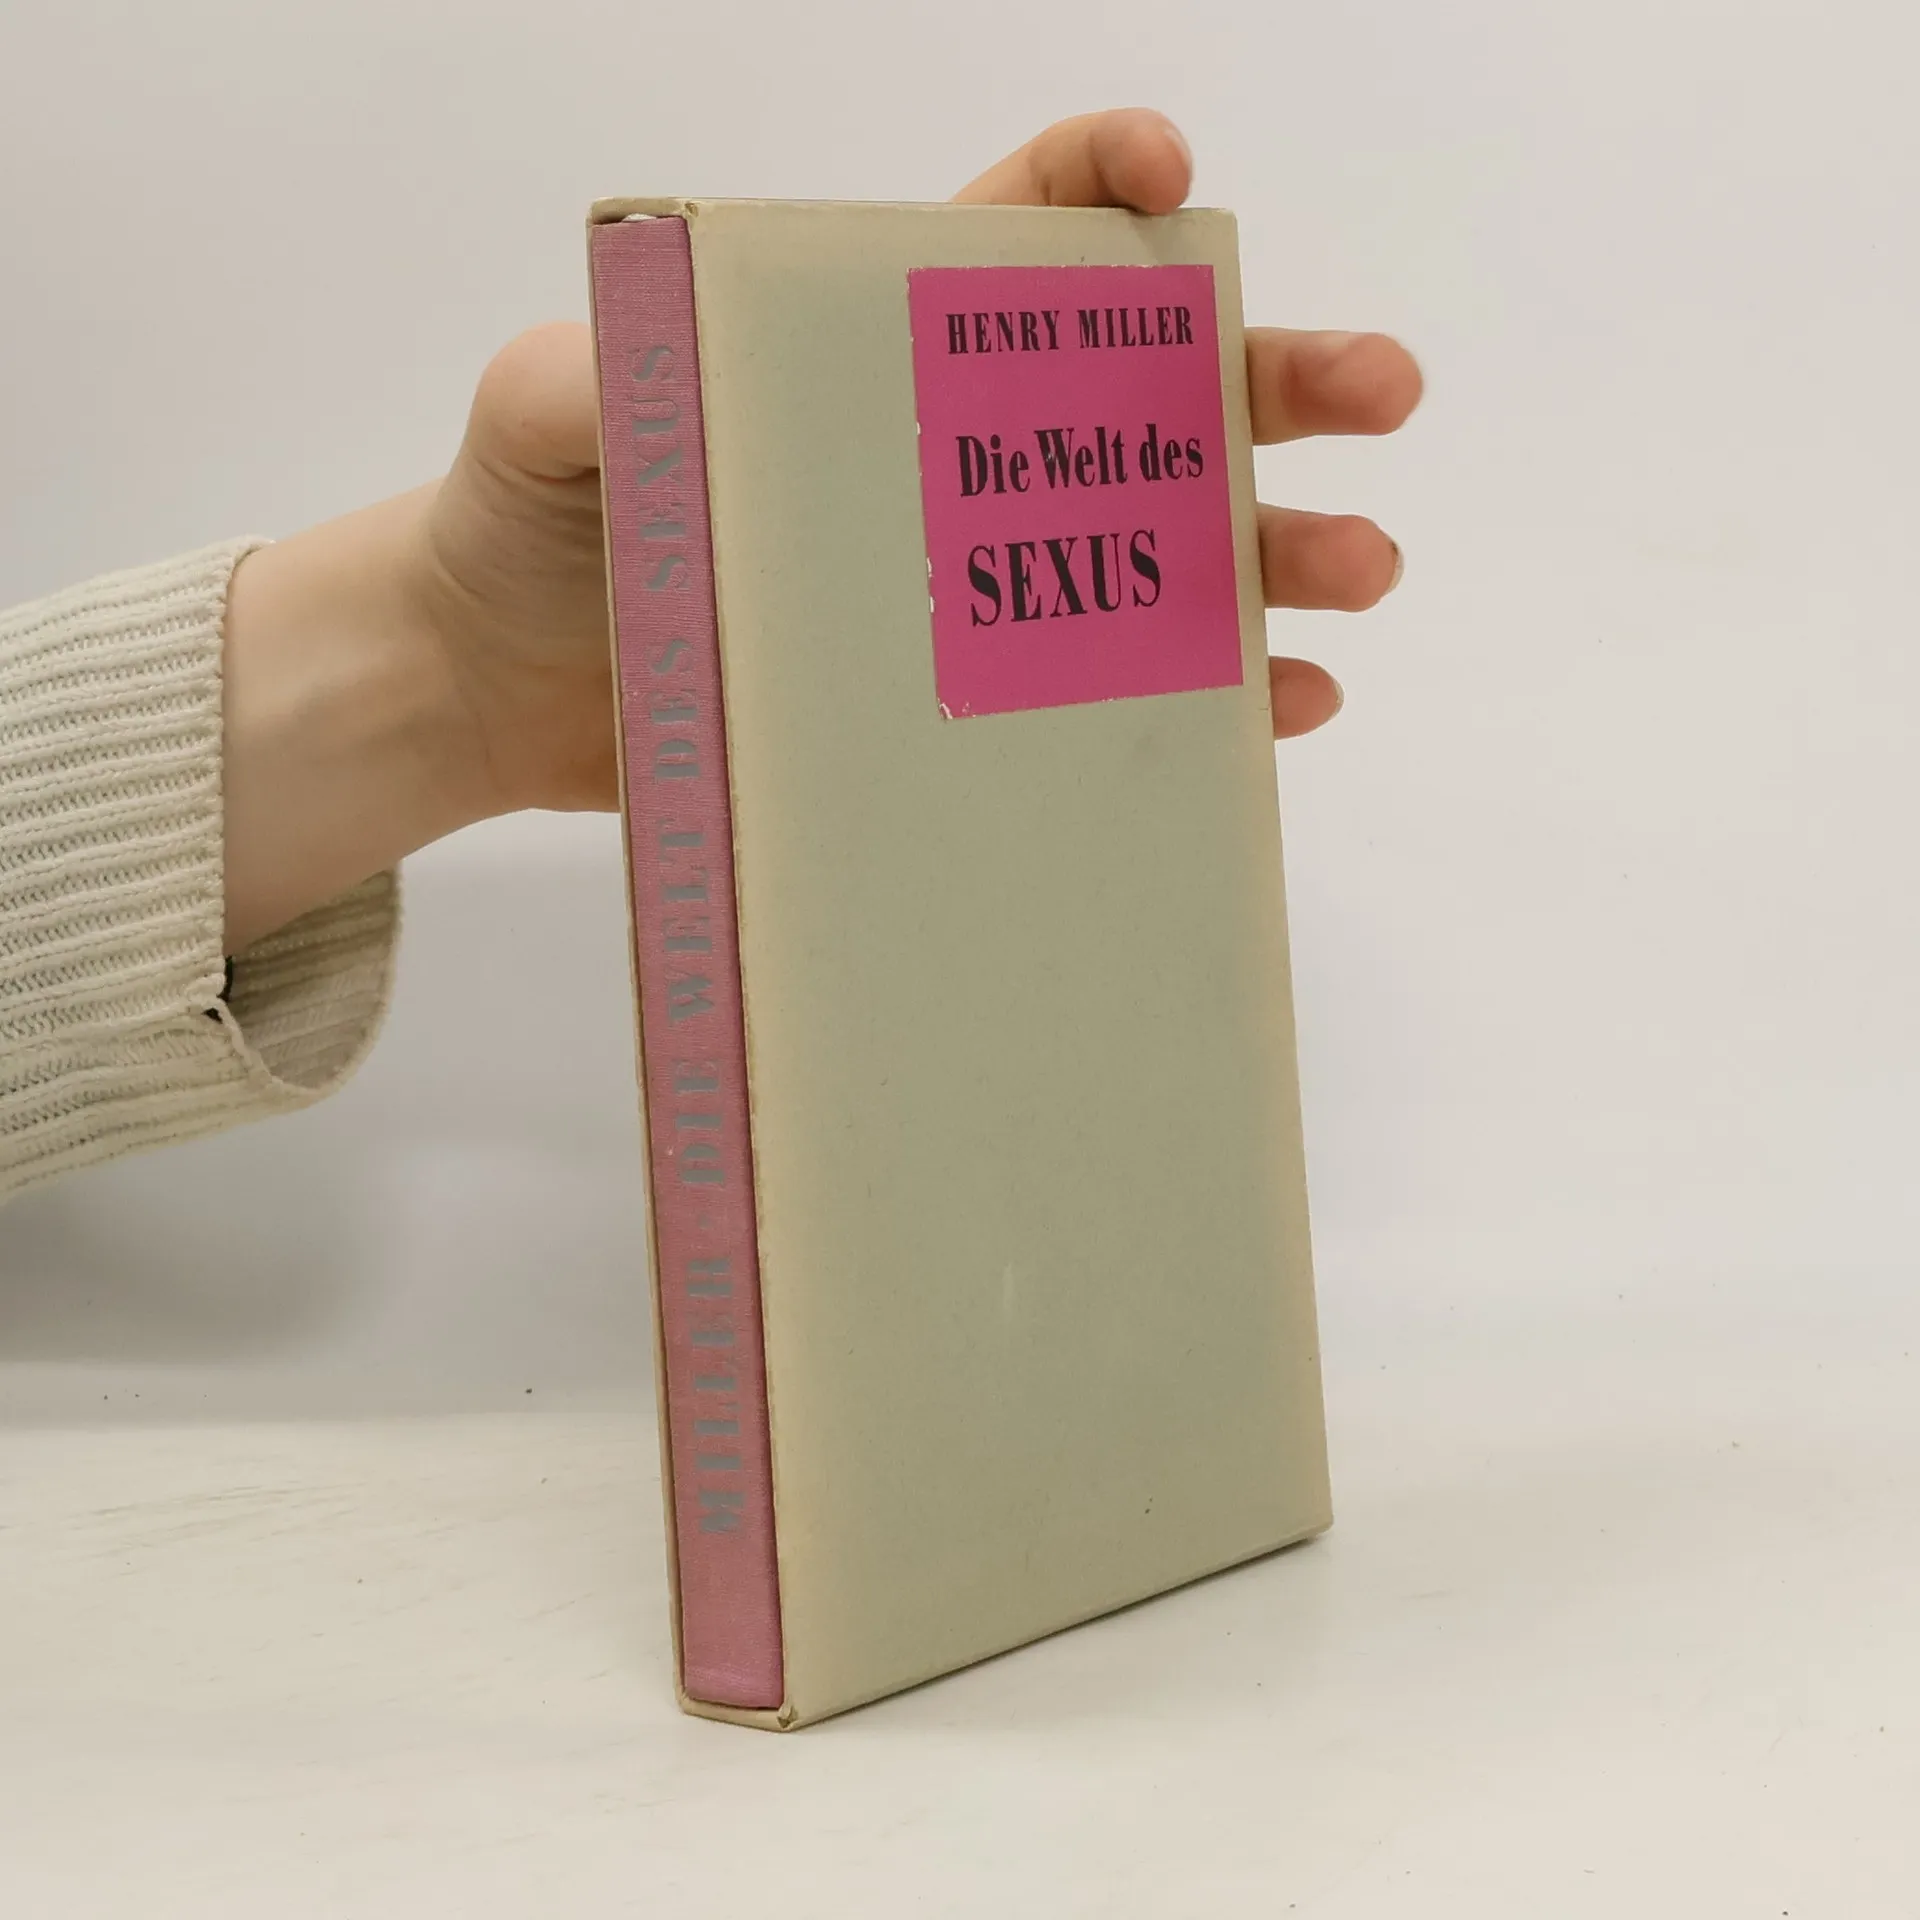 HENRY MILLER
Die Welt des
SEXUS
MILLER · DIE WELT DES SEXUS